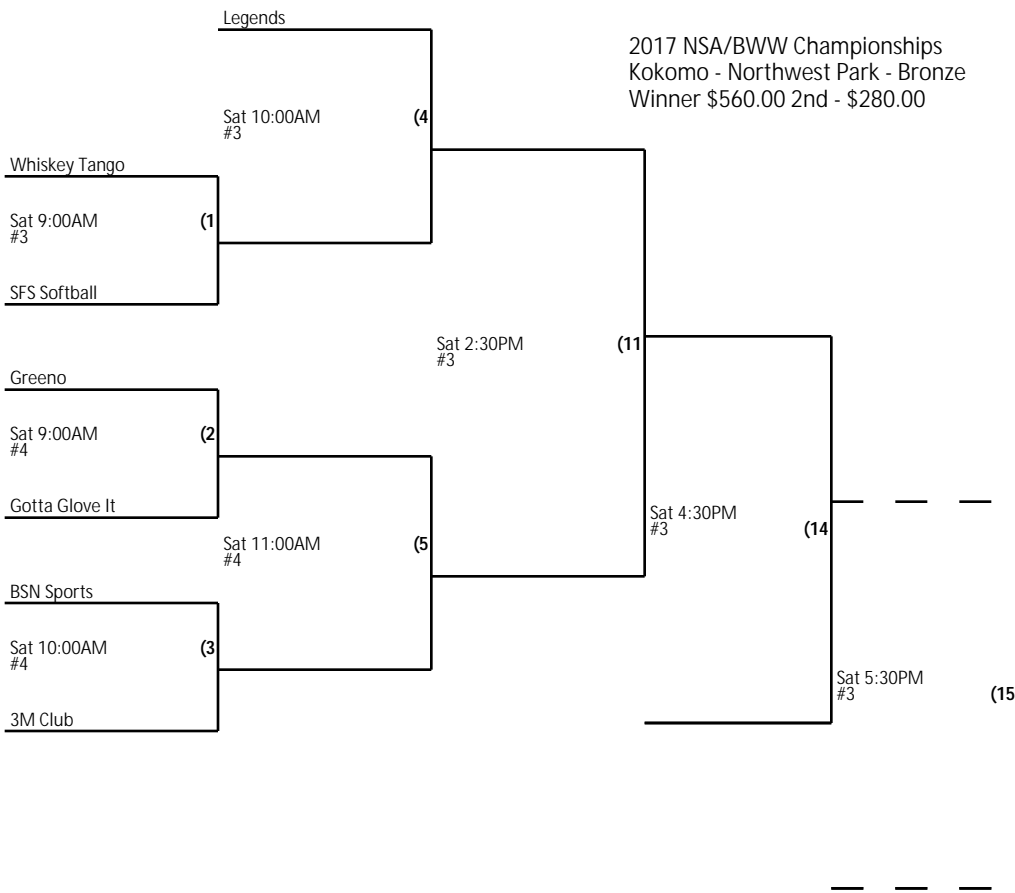 Legends
2017 NSA/BWW Championships
Kokomo - Northwest Park - Bronze
Winner $560.00 2nd - $280.00
Sat 10:00AM (4
#3
Whiskey Tango
Sat 9:00AM (1
#3
SFS Softball
Sat 2:30PM (11
#3
Greeno
Sat 9:00AM (2
#4
Gotta Glove It
Sat 4:30PM
#3 (14
Sat 11:00AM (5
#4
BSN Sports
Sat 10:00AM (3
#4
Sat 5:30PM
#3 (15
3M Club